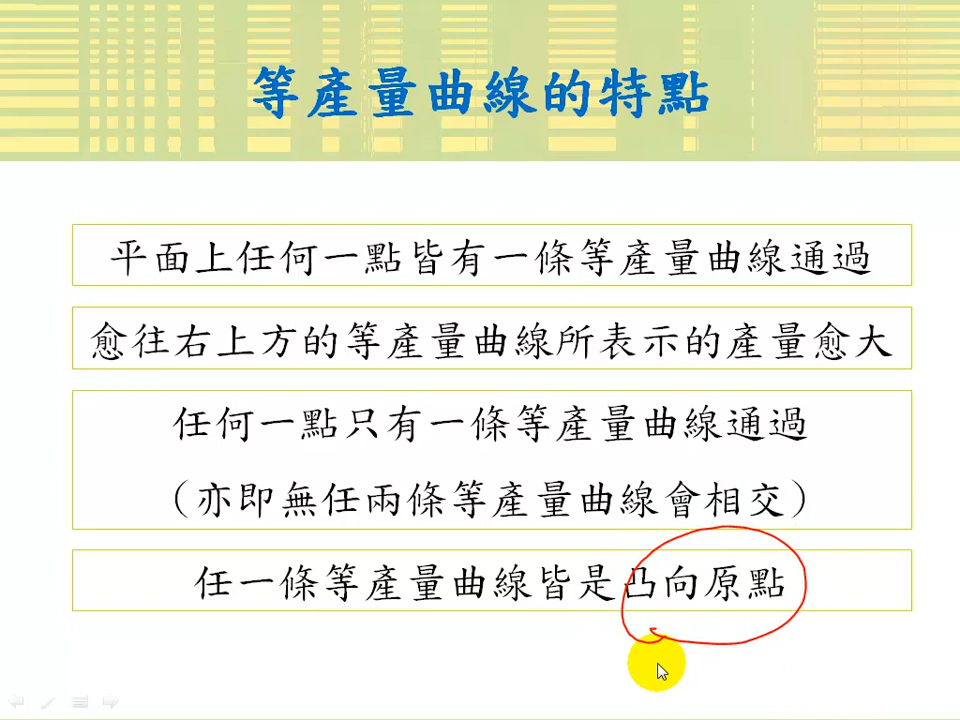 等產量曲線的特點
平面上任何一點皆有一條等產量曲線通過
愈往右上方的等產量曲線所表示的產量愈大
任何一點只有一條等產量曲線通過
（亦即無任兩條等產量曲線會相交）
任一條等產量曲線皆是凸向原點